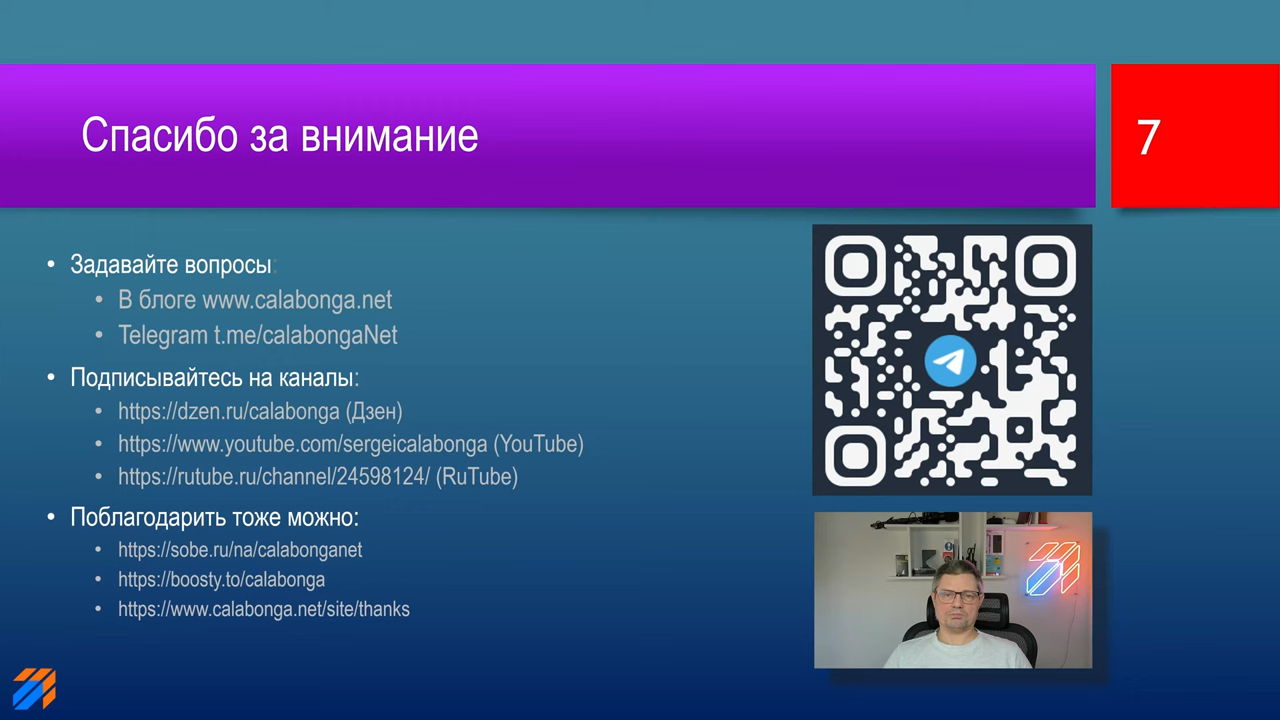 Спасибо за внимание
7
Задавайте вопросы:
В блоге www.calabonga.net
Telegram t.me/calabongaNet
Подписывайтесь на каналы:
https://dzen.ru/calabonga (Дзен)
https://www.youtube.com/sergeicalabonga (YouTube)
https://rutube.ru/channel/24598124/ (RuTube)
Поблагодарить тоже можно:
https://sobe.ru/na/calabonganet
https://boosty.to/calabonga
https://www.calabonga.net/site/thanks